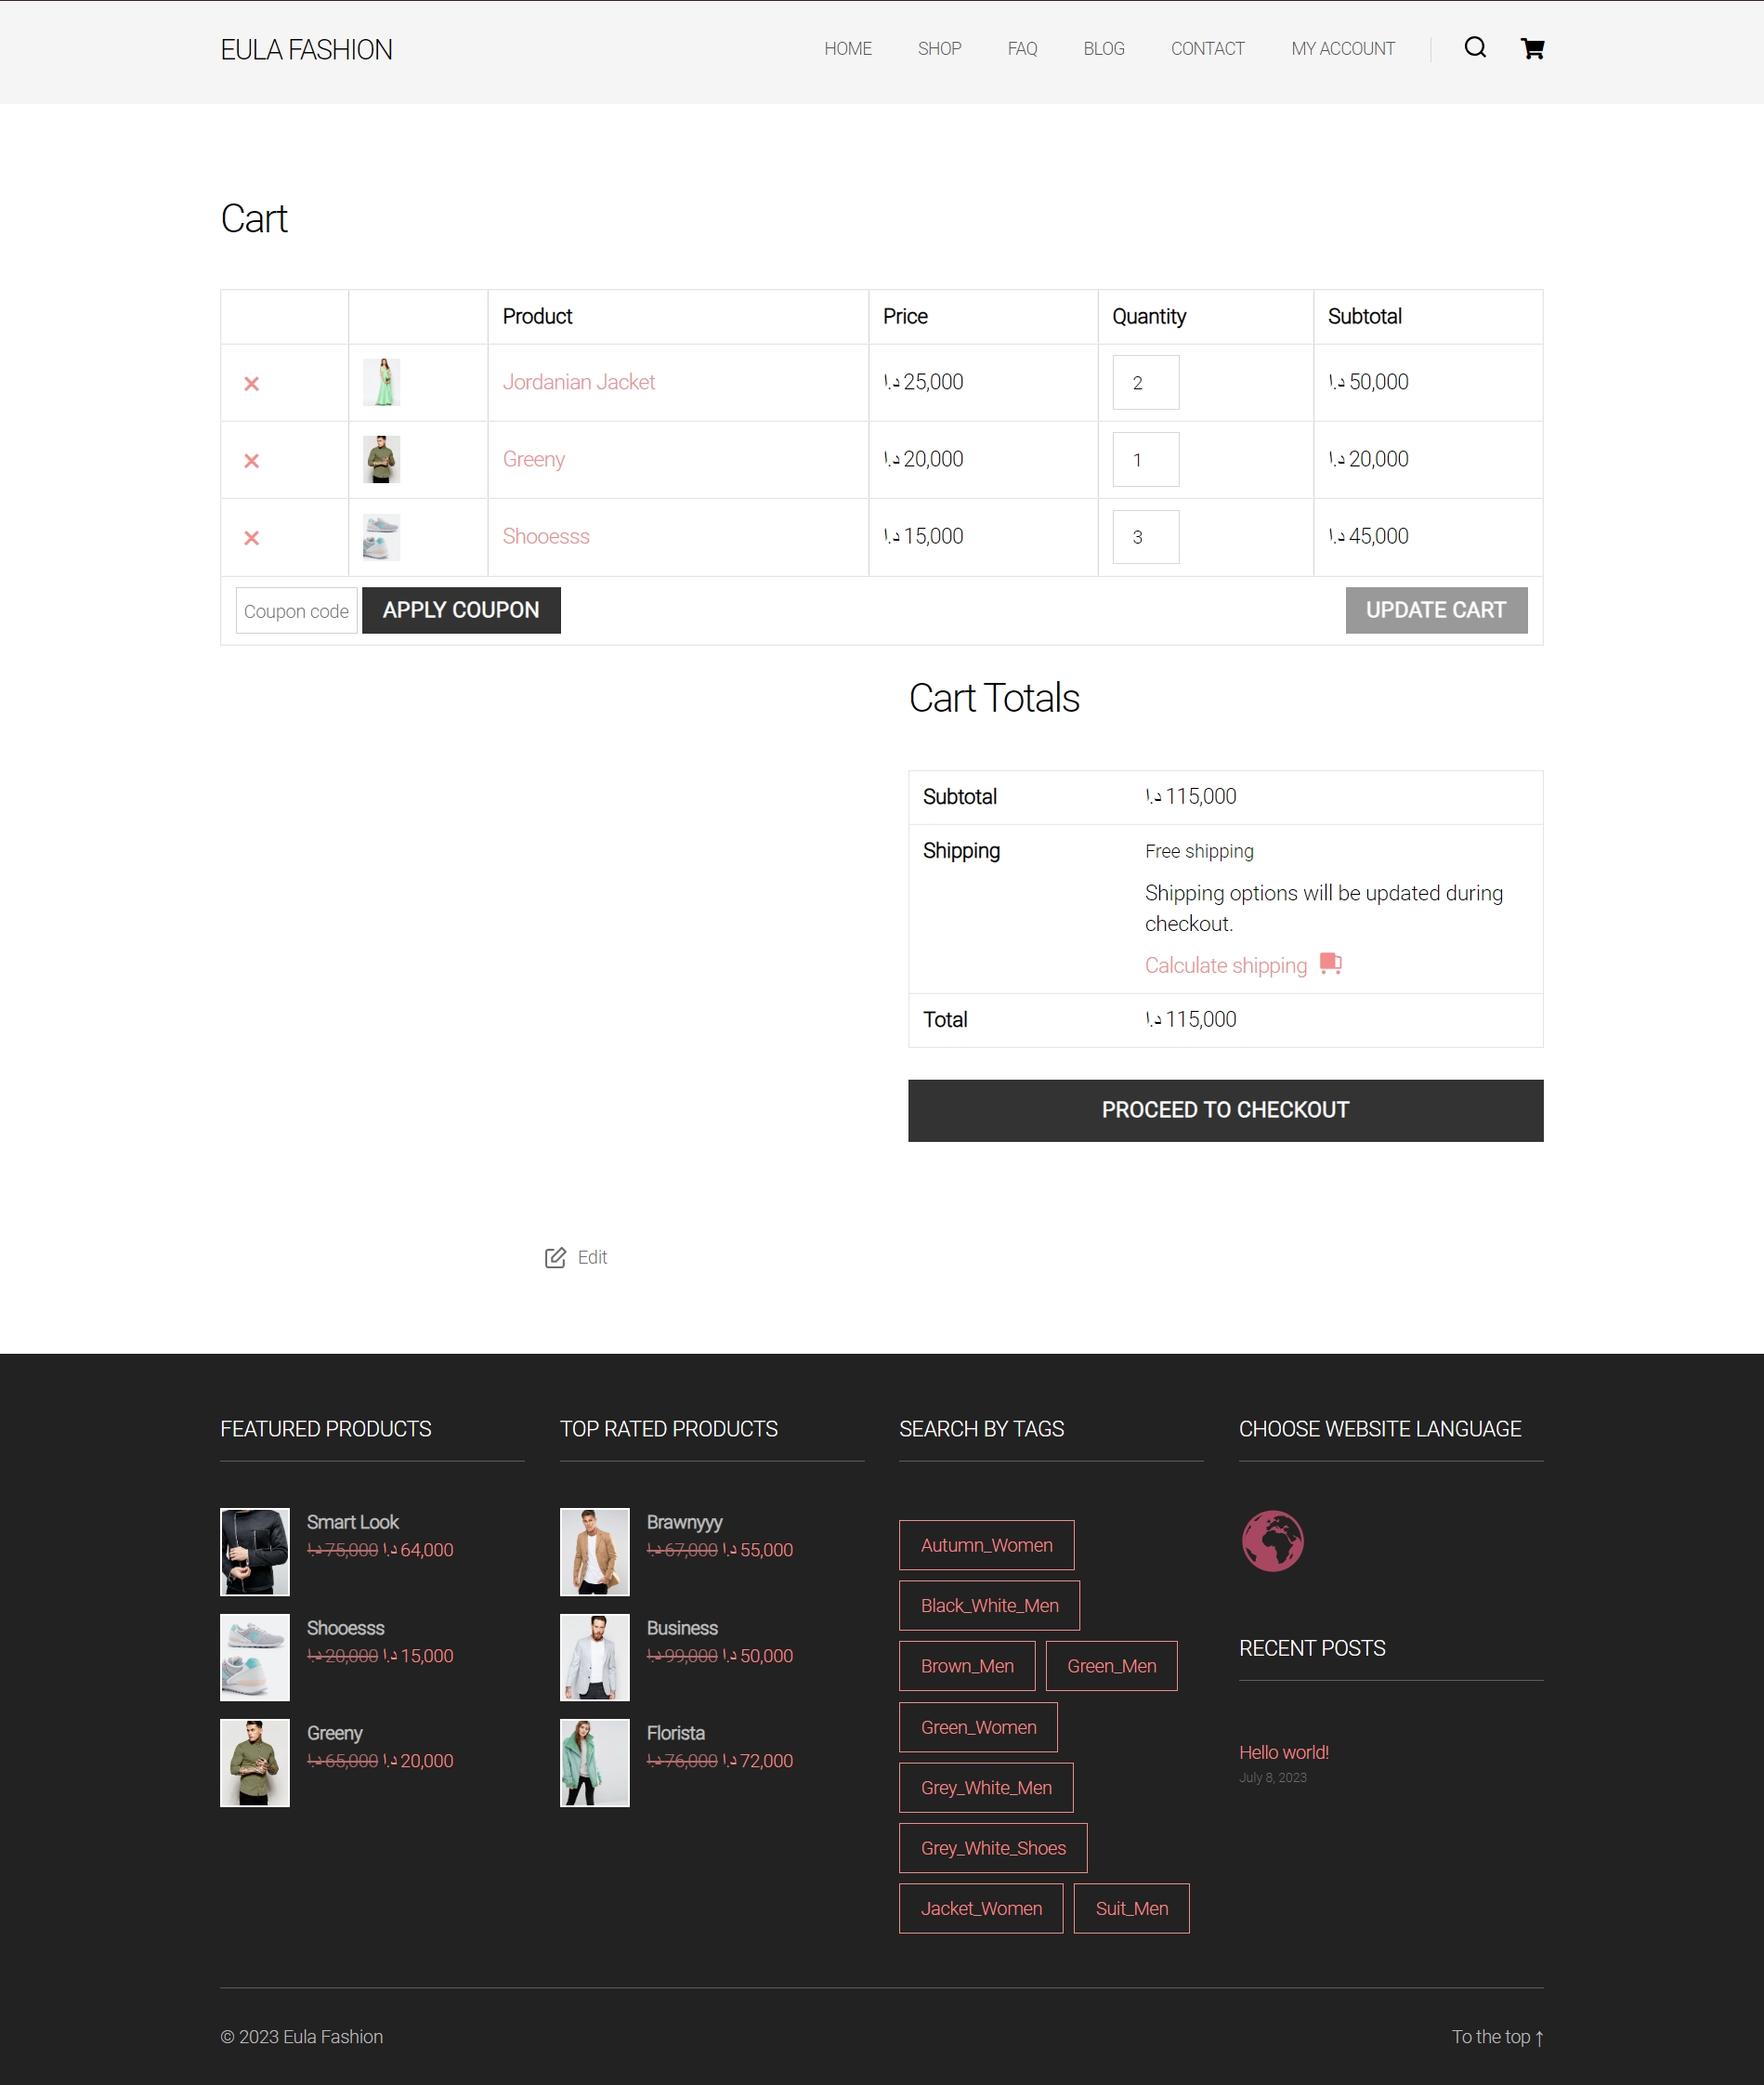 EULA FASHION
HOME SHOP FAQ BLOG CONTACT MY ACCOUNT
Cart
Product Price Quantity Subtotal
× Jordanian Jacket د.ا 25,000 2 د.ا 50,000
× Greeny د.ا 20,000 1 د.ا 20,000
× Shooesss د.ا 15,000 3 د.ا 45,000
Coupon code APPLY COUPON UPDATE CART
Cart Totals
Subtotal د.ا 115,000
Shipping Free shipping
Shipping options will be updated during
checkout.
Calculate shipping
Total د.ا 115,000
PROCEED TO CHECKOUT
Edit
FEATURED PRODUCTS
Smart Look
د.ا 75,000 د.ا 64,000
Shooesss
د.ا 20,000 د.ا 15,000
Greeny
د.ا 65,000 د.ا 20,000
TOP RATED PRODUCTS
Brawnyyy
د.ا 67,000 د.ا 55,000
Business
د.ا 99,000 د.ا 50,000
Florista
د.ا 76,000 د.ا 72,000
SEARCH BY TAGS
Autumn_Women
Black_White_Men
Brown_Men Green_Men
Green_Women
Grey_White_Men
Grey_White_Shoes
Jacket_Women Suit_Men
CHOOSE WEBSITE LANGUAGE
RECENT POSTS
Hello world!
July 8, 2023
© 2023 Eula Fashion
To the top ↑